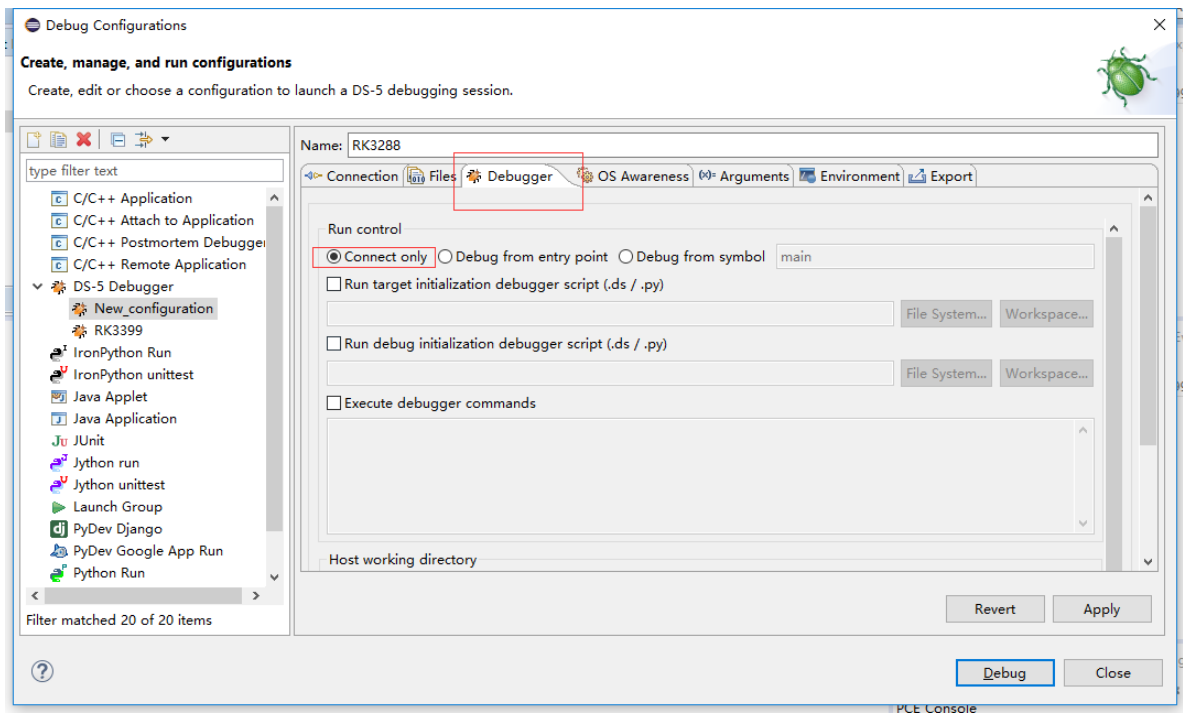 Debug Configurations
Create, manage, and run configurations
Create, edit or choose a configuration to launch a DS-5 debugging session.
type filter text
C/C++ Application
C/C++ Attach to Application
C/C++ Postmortem Debugger
C/C++ Remote Application
DS-5 Debugger
New_configuration
RK3399
IronPython Run
IronPython unittest
Java Applet
Java Application
JUnit
Jython run
Jython unittest
Launch Group
PyDev Django
PyDev Google App Run
Python Run
Filter matched 20 of 20 items
Name: RK3288
Connection Files Debugger OS Awareness Arguments Environment Export
Run control
Connect only Debug from entry point Debug from symbol main
Run target initialization debugger script (.ds / .py)
File System... Workspace...
Run debug initialization debugger script (.ds / .py)
File System... Workspace...
Execute debugger commands
Host working directory
Revert Apply
Debug Close
PCE Console